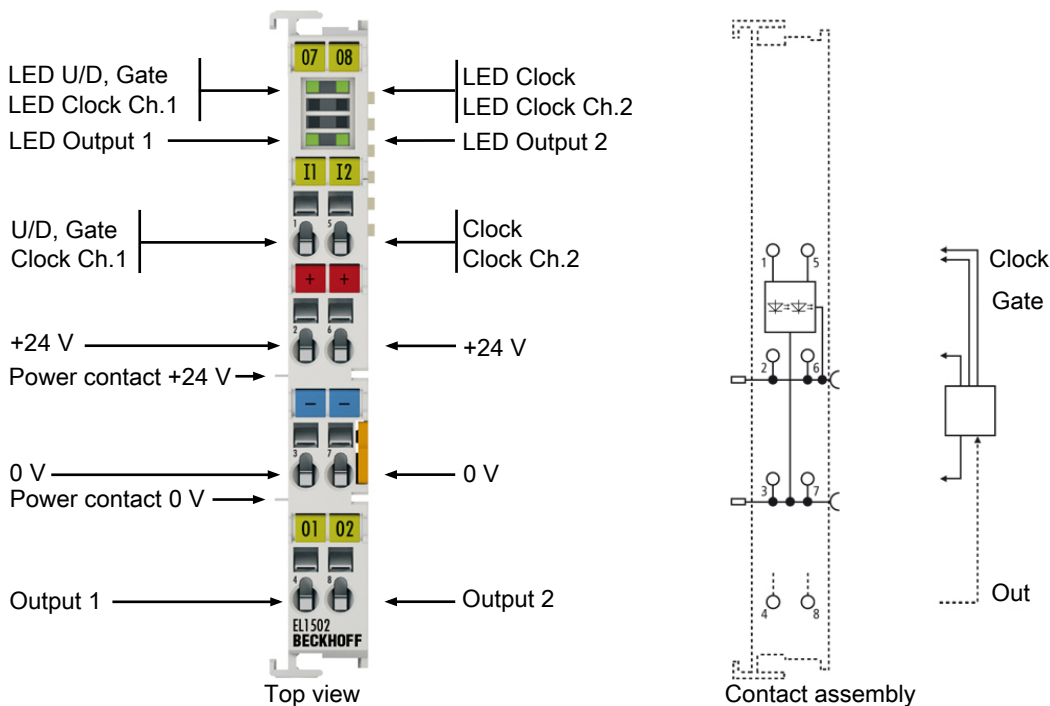 07 08
LED U/D, Gate
LED Clock Ch.1
LED Clock
LED Clock Ch.2
LED Output 1
LED Output 2
I1 I2
U/D, Gate
Clock Ch.1
1 5
Clock
Clock Ch.2
+ +
2 6
+24 V
+24 V
Power contact +24 V
− −
3 7
0 V
0 V
Power contact 0 V
01 02
4 8
Output 1
Output 2
EL1502
BECKHOFF
Top view
1 5
Clock
Gate
2 6
3 7
4 8
Out
Contact assembly